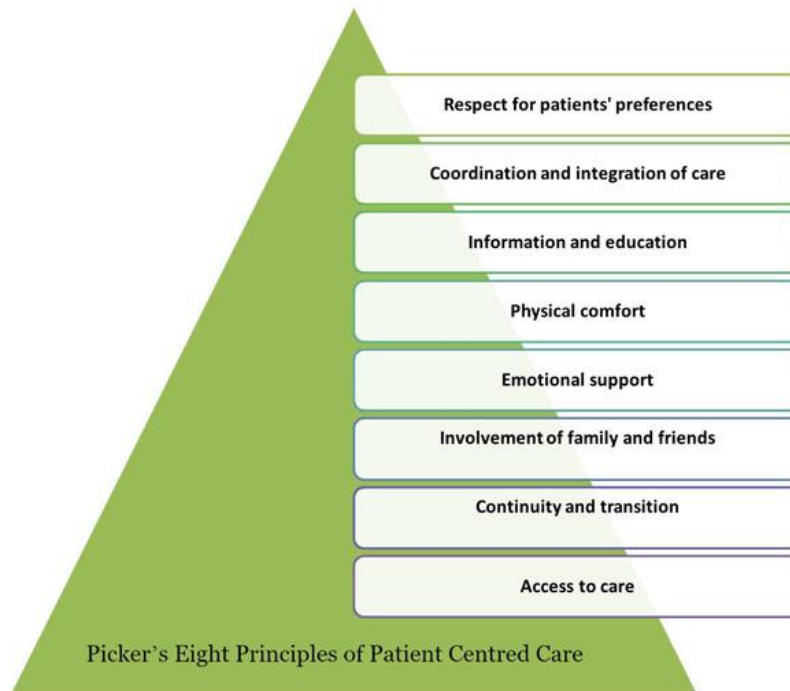 Respect for patients' preferences
Coordination and integration of care
Information and education
Physical comfort
Emotional support
Involvement of family and friends
Continuity and transition
Access to care
Picker’s Eight Principles of Patient Centred Care